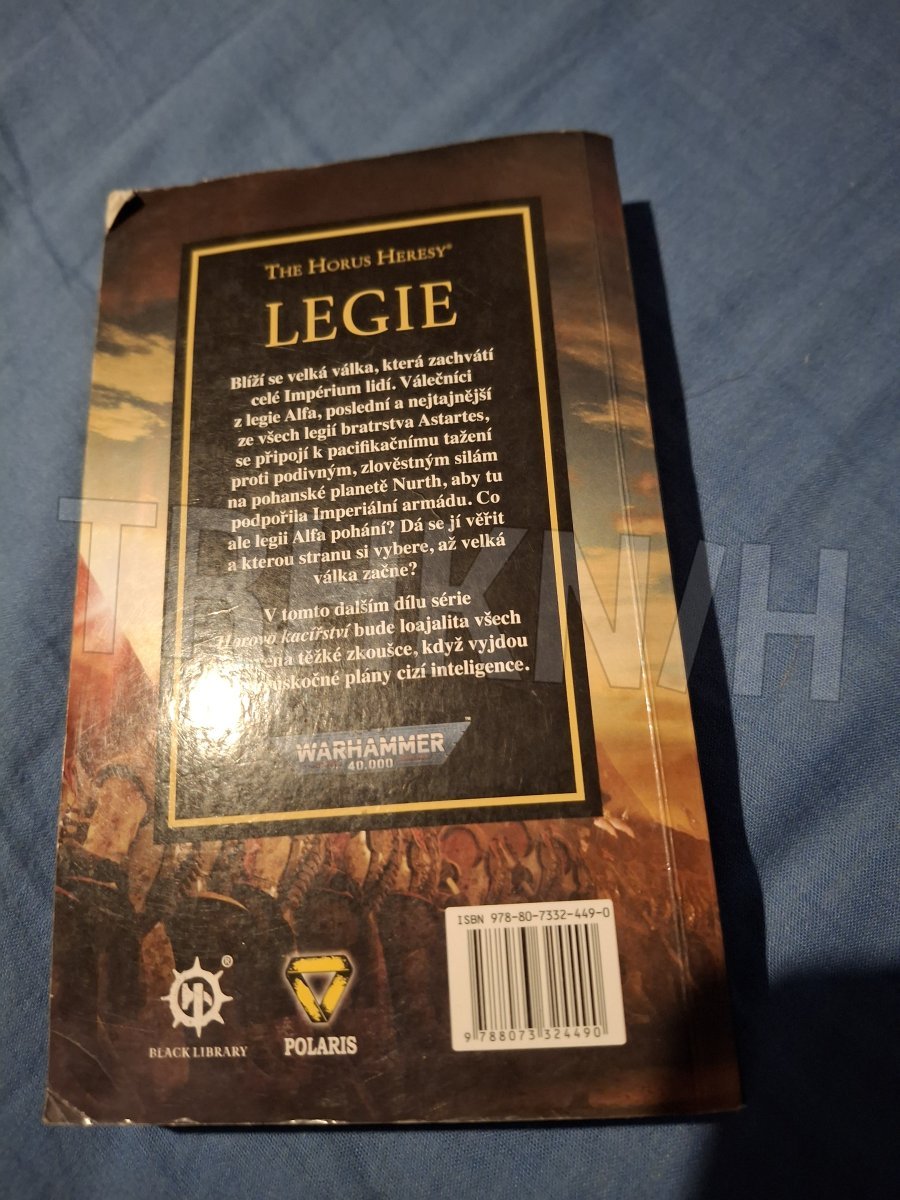 THE HORUS HERESY®
LEGIE
Blíží se velká válka, která zachvátí
celé Impérium lidí. Válečníci
z legie Alfa, poslední a nejtajnější
ze všech legií bratrstva Astartes,
se připojí k pacifikačnímu tažení
proti podivným, zlověstným silám
na pohanské planetě Nurth, aby tu
podpořila Imperiální armádu. Co
ale legii Alfa pohání? Dá se jí věřit
a kterou stranu si vybere, až velká
válka začne?
V tomto dalším dílu série
Horovo kacířství bude loajalita všech
těžké zkoušce, když vyjdou
plány cizí inteligence.
WARHAMMER™
40,000
ISBN 978-80-7332-449-0
9 788073 324490
®
BLACK LIBRARY
POLARIS